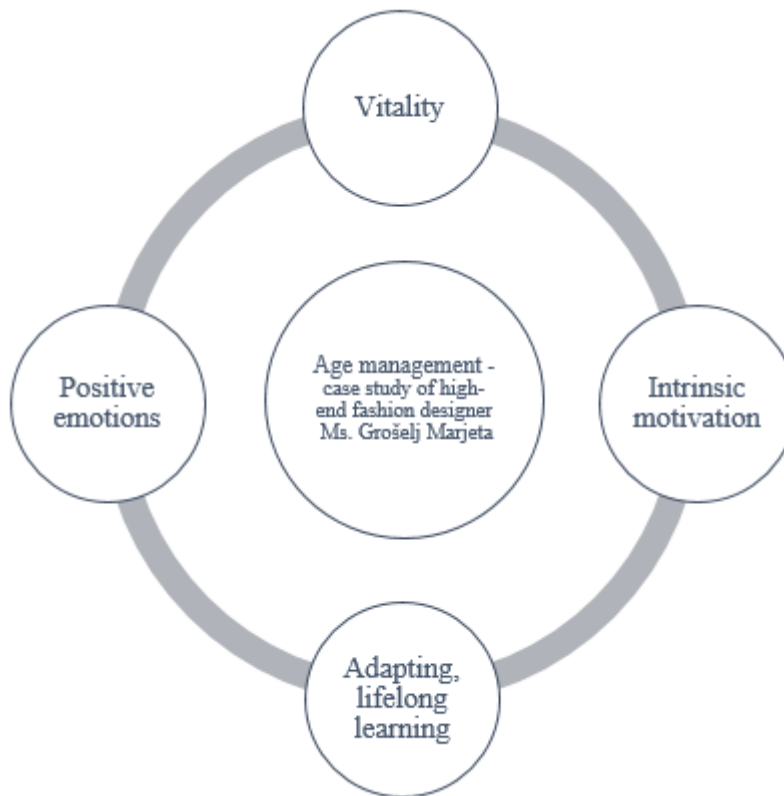 Vitality
Positive
emotions
Age management -
case study of high-
end fashion designer
Ms. Grošelj Marjeta
Intrinsic
motivation
Adapting,
lifelong
learning